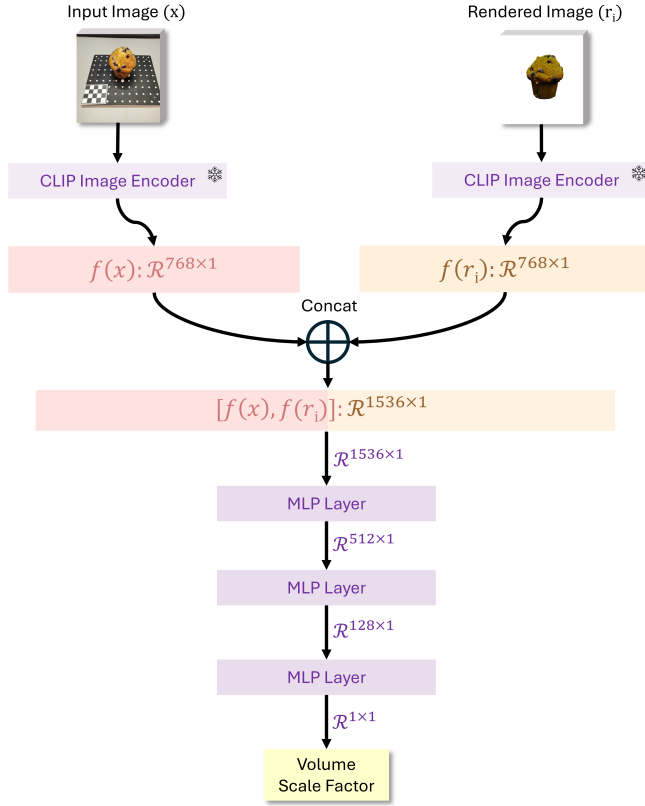 Input Image (x)
Rendered Image (rᵢ)
CLIP Image Encoder
CLIP Image Encoder
f(x): ℛ^{768×1}
f(rᵢ): ℛ^{768×1}
Concat
[f(x), f(rᵢ)]: ℛ^{1536×1}
ℛ^{1536×1}
MLP Layer
ℛ^{512×1}
MLP Layer
ℛ^{128×1}
MLP Layer
ℛ^{1×1}
Volume
Scale Factor